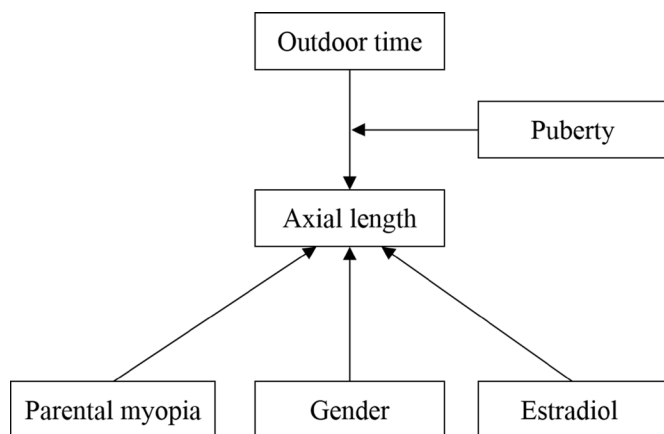 Outdoor time
Puberty
Axial length
Parental myopia
Gender
Estradiol